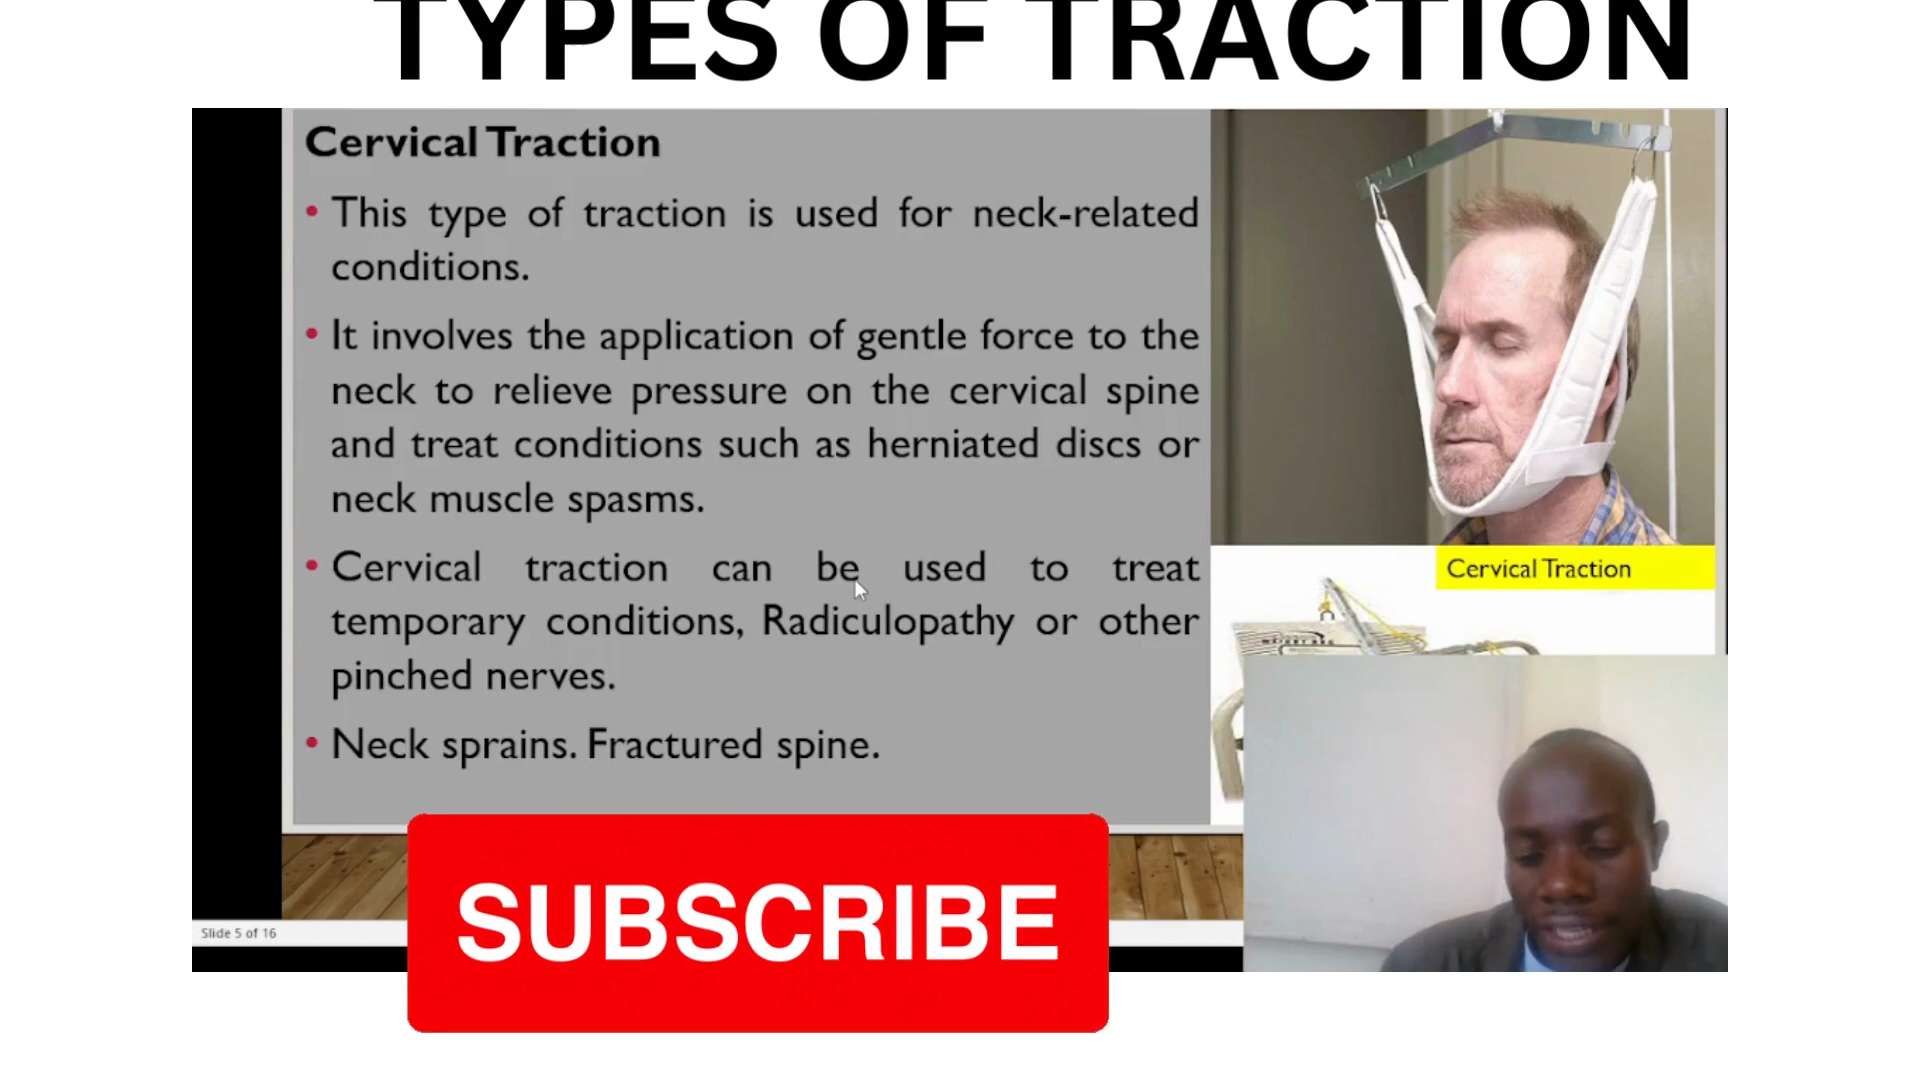 TYPES OF TRACTION
Cervical Traction
• This type of traction is used for neck-related
conditions.
• It involves the application of gentle force to the
neck to relieve pressure on the cervical spine
and treat conditions such as herniated discs or
neck muscle spasms.
• Cervical traction can be used to treat
temporary conditions, Radiculopathy or other
pinched nerves.
• Neck sprains. Fractured spine.
Cervical Traction
SUBSCRIBE
Slide 5 of 16